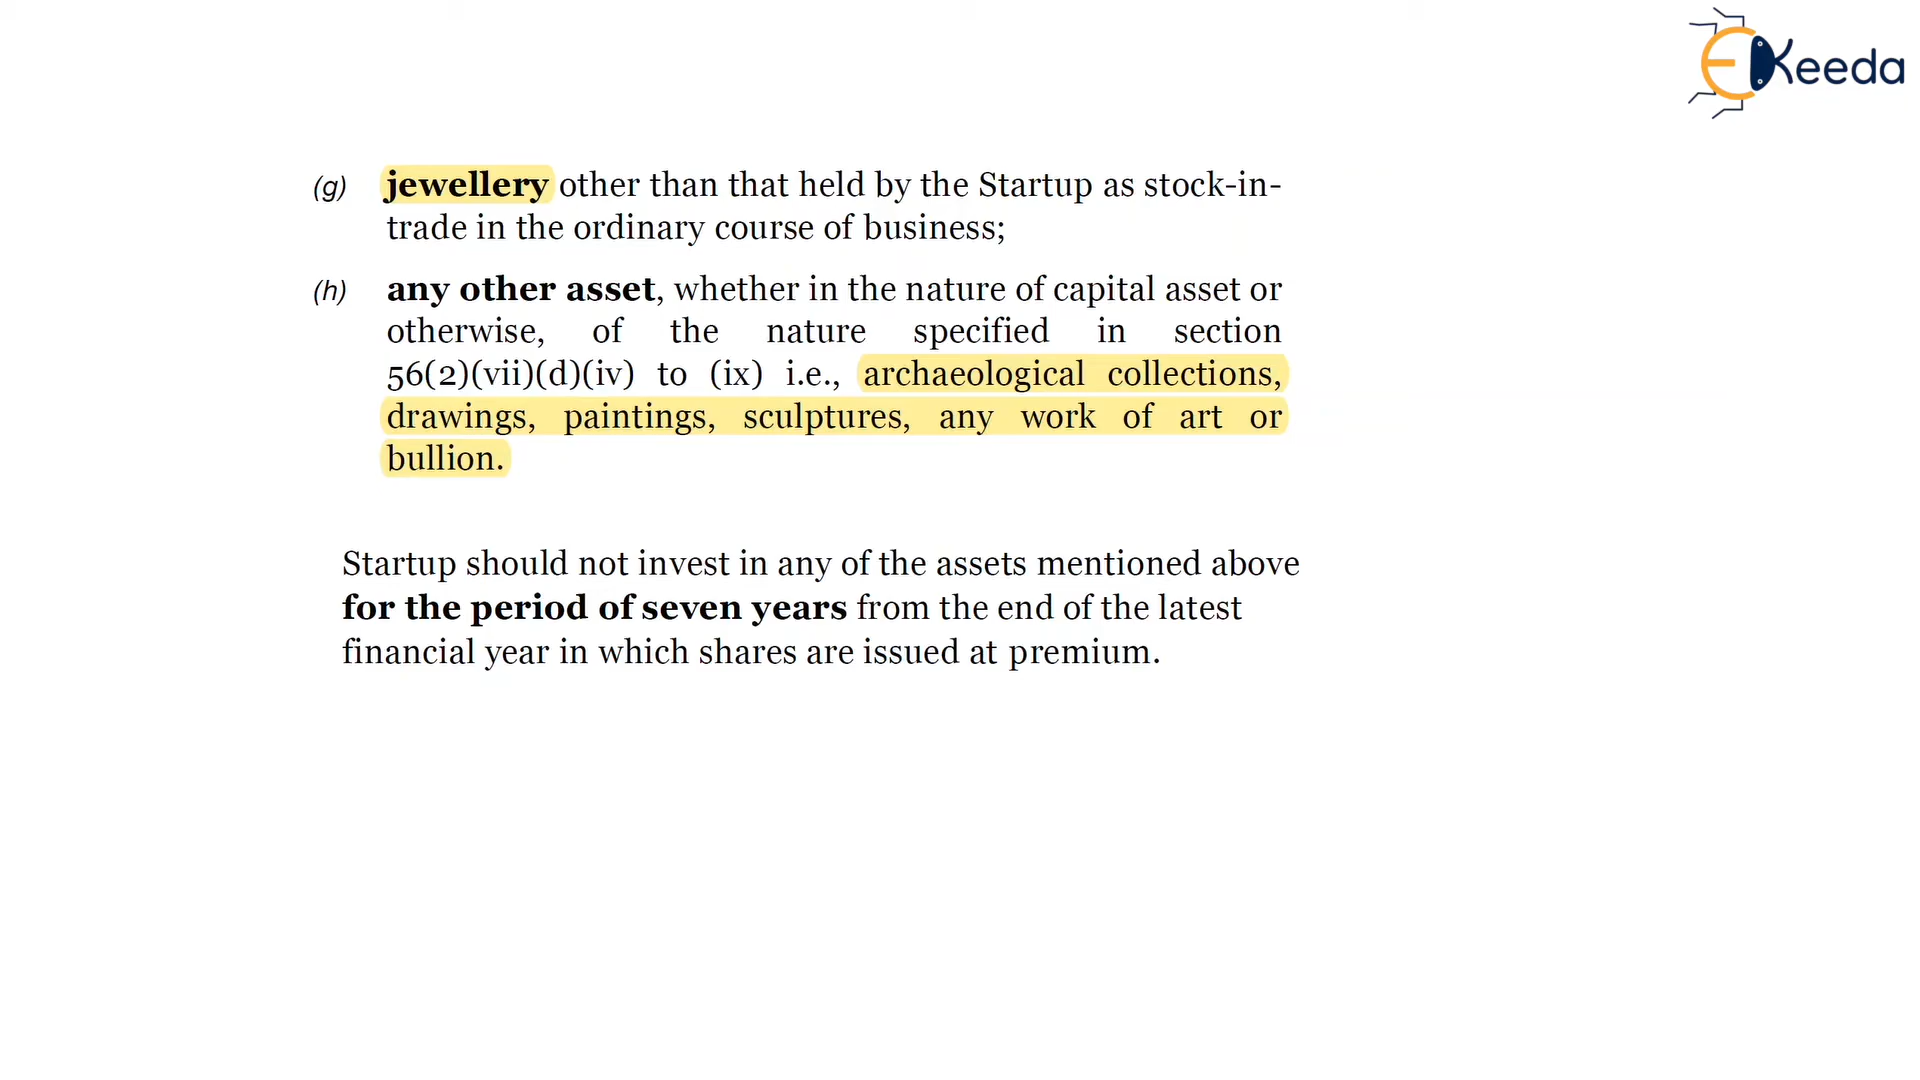 EKeeda
(g) jewellery other than that held by the Startup as stock-in-
trade in the ordinary course of business;
(h) any other asset, whether in the nature of capital asset or
otherwise, of the nature specified in section
56(2)(vii)(d)(iv) to (ix) i.e., archaeological collections,
drawings, paintings, sculptures, any work of art or
bullion.
Startup should not invest in any of the assets mentioned above
for the period of seven years from the end of the latest
financial year in which shares are issued at premium.